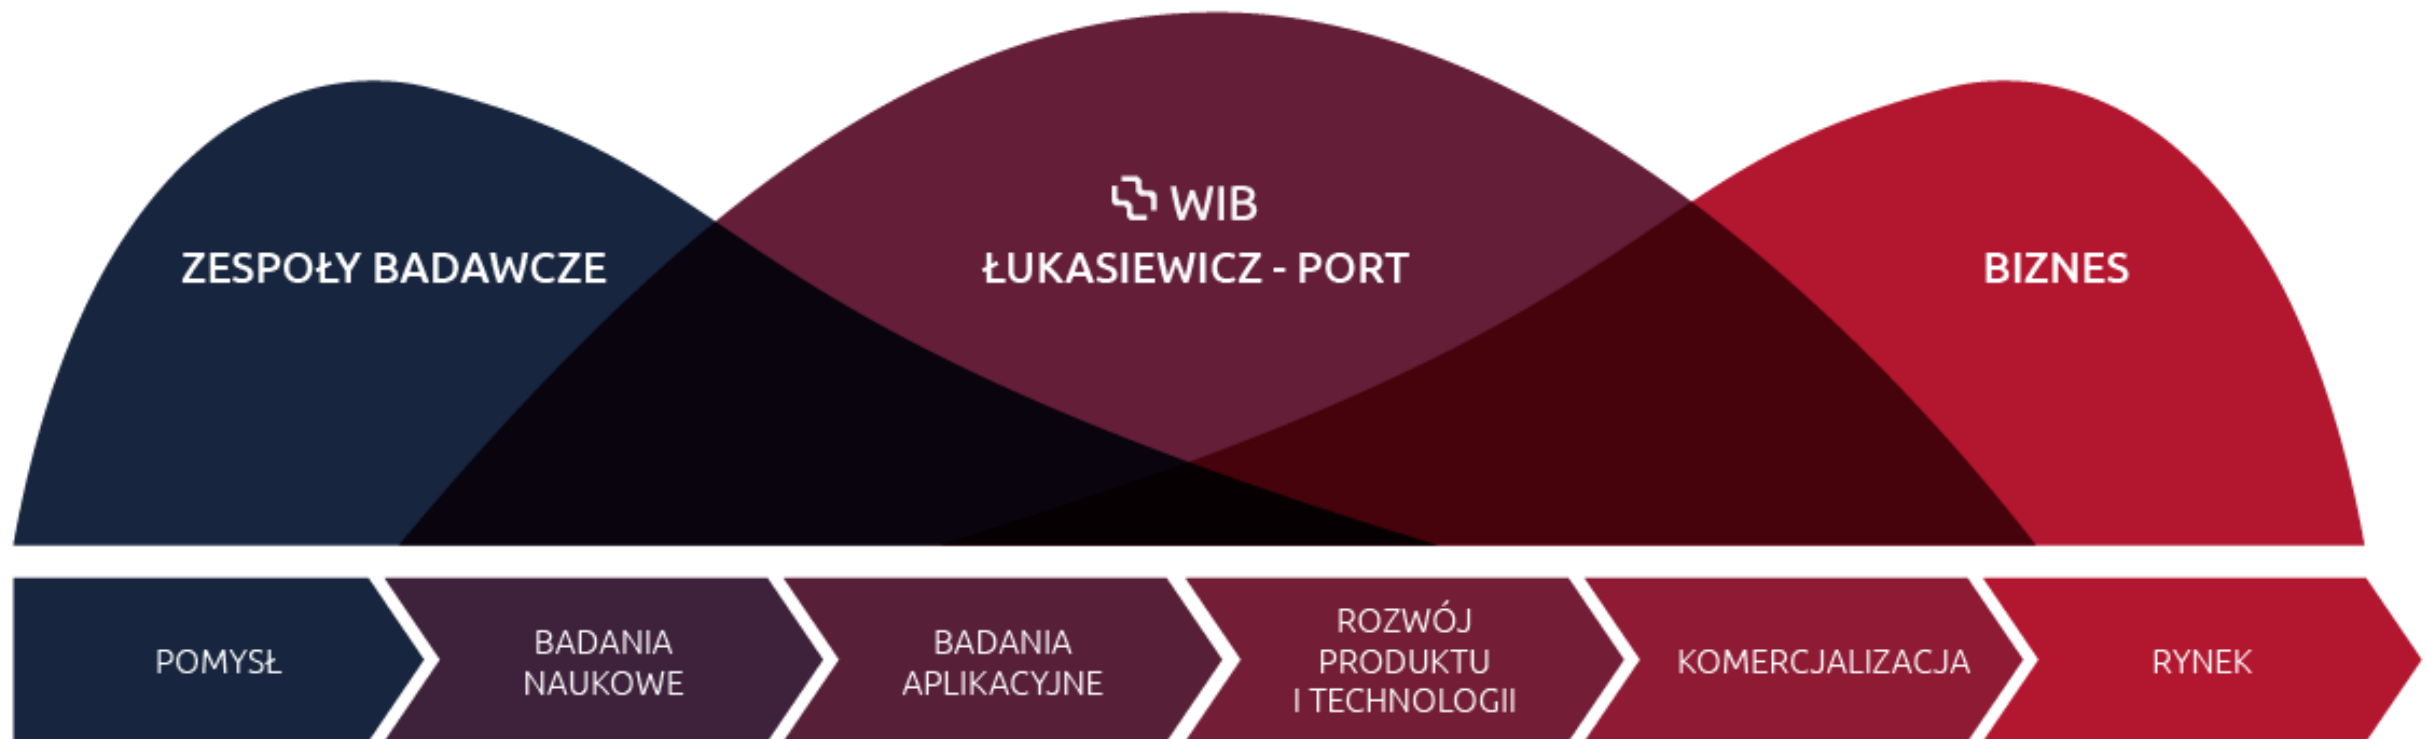 ZESPOŁY BADAWCZE
WIB
ŁUKASIEWICZ - PORT
BIZNES
POMYSŁ
BADANIA
NAUKOWE
BADANIA
APLIKACYJNE
ROZWÓJ
PRODUKTU
I TECHNOLOGII
KOMERCJALIZACJA
RYNEK